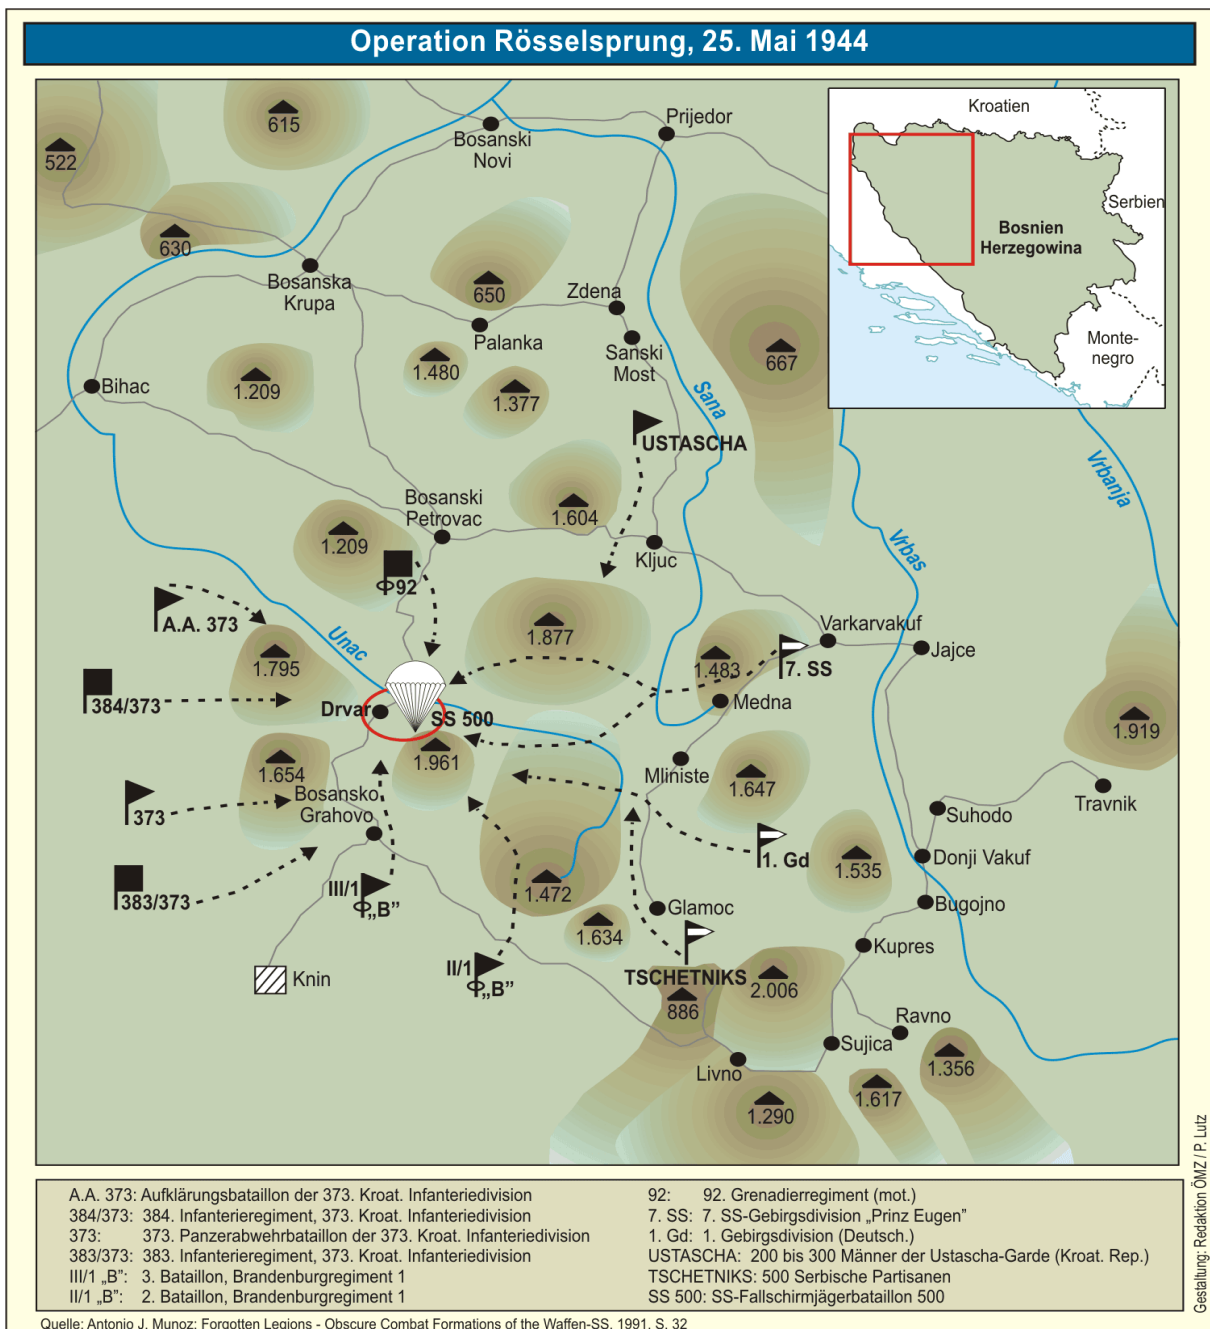 Operation Rösselsprung, 25. Mai 1944
615
522
630
Bosanski
Novi
Prijedor
Kroatien
Serbien
Bosnien
Herzegowina
Monte-
negro
Bosanska
Krupa
650
Zdena
Palanka
Sanski
Most
667
1.480
1.209
1.377
Bihac
Sana
USTASCHA
Vrbanja
Bosanski
Petrovac
1.604
1.209
Kljuc
Vrbas
92
A.A. 373
Unac
1.877
Varkarvakuf
Jajce
1.795
1.483
7. SS
384/373
Drvar
SS 500
Medna
1.919
1.961
1.654
Mliniste
1.647
Travnik
Bosansko
Grahovo
373
Suhodo
1. Gd
1.535
Donji Vakuf
383/373
III/1
„B”
1.472
Glamoc
Bugojno
1.634
Kupres
II/1
„B”
Knin
TSCHETNIKS
886
2.006
Ravno
Sujica
Livno
1.356
1.617
1.290
A.A. 373: Aufklärungsbataillon der 373. Kroat. Infanteriedivision
384/373: 384. Infanterieregiment, 373. Kroat. Infanteriedivision
373: 373. Panzerabwehrbataillon der 373. Kroat. Infanteriedivision
383/373: 383. Infanterieregiment, 373. Kroat. Infanteriedivision
III/1 „B”: 3. Bataillon, Brandenburgregiment 1
II/1 „B”: 2. Bataillon, Brandenburgregiment 1
92: 92. Grenadierregiment (mot.)
7. SS: 7. SS-Gebirgsdivision „Prinz Eugen”
1. Gd: 1. Gebirgsdivision (Deutsch.)
USTASCHA: 200 bis 300 Männer der Ustascha-Garde (Kroat. Rep.)
TSCHETNIKS: 500 Serbische Partisanen
SS 500: SS-Fallschirmjägerbataillon 500
Gestaltung: Redaktion ÖMZ / P. Lutz
Quelle: Antonio J. Munoz: Forgotten Legions - Obscure Combat Formations of the Waffen-SS, 1991, S. 32